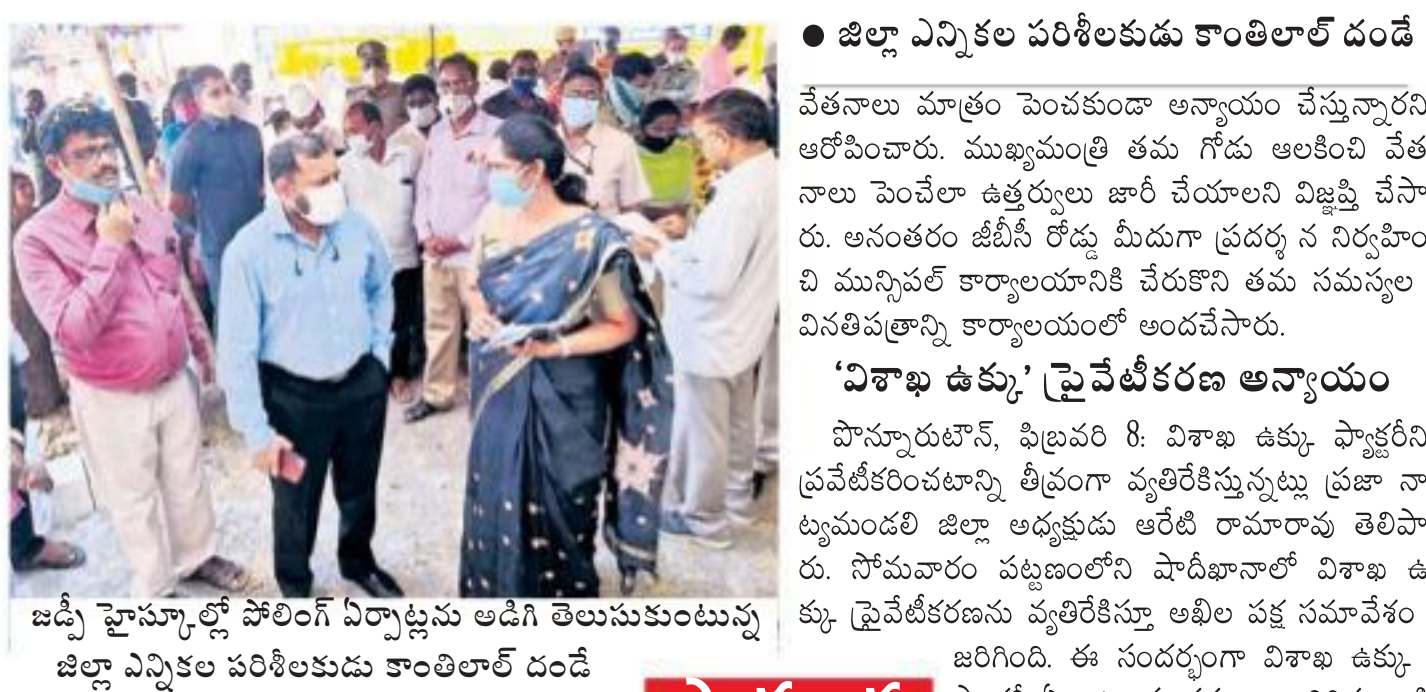 ● జిల్లా ఎన్నికల పరిశీలకుడు కాంతిలాల్ దండే
జడ్పీ హైస్కూల్లో పోలింగ్ ఏర్పాట్లను అడిగి తెలుసుకుంటున్న
జిల్లా ఎన్నికల పరిశీలకుడు కాంతిలాల్ దండే
వేతనాలు మాత్రం పెంచకుండా అన్యాయం చేస్తున్నారని
ఆరోపించారు. ముఖ్యమంత్రి తమ గోడు ఆలకించి వేత
నాలు పెంచేలా ఉత్తర్వులు జారీ చేయాలని విజ్ఞప్తి చేసా
రు. అనంతరం జీబీసీ రోడ్డు మీదుగా ప్రదర్శ న నిర్వహిం
చి మున్సిపల్ కార్యాలయానికి చేరుకొని తమ సమస్యల
వినతిపత్రాన్ని కార్యాలయంలో అందచేసారు.
‘విశాఖ ఉక్కు’ ప్రైవేటీకరణ అన్యాయం
పొన్నూరుటౌన్, ఫిబ్రవరి 8: విశాఖ ఉక్కు ఫ్యాక్టరీని
ప్రవేటీకరించటాన్ని తీవ్రంగా వ్యతిరేకిస్తున్నట్లు ప్రజా నా
ట్యమండలి జిల్లా అధ్యక్షుడు ఆరేటి రామారావు తెలిపా
రు. సోమవారం పట్టణంలోని షాదీఖానాలో విశాఖ ఉ
క్కు ప్రైవేటీకరణను వ్యతిరేకిస్తూ అఖిల పక్ష సమావేశం
జరిగింది. ఈ సందర్భంగా విశాఖ ఉక్కు